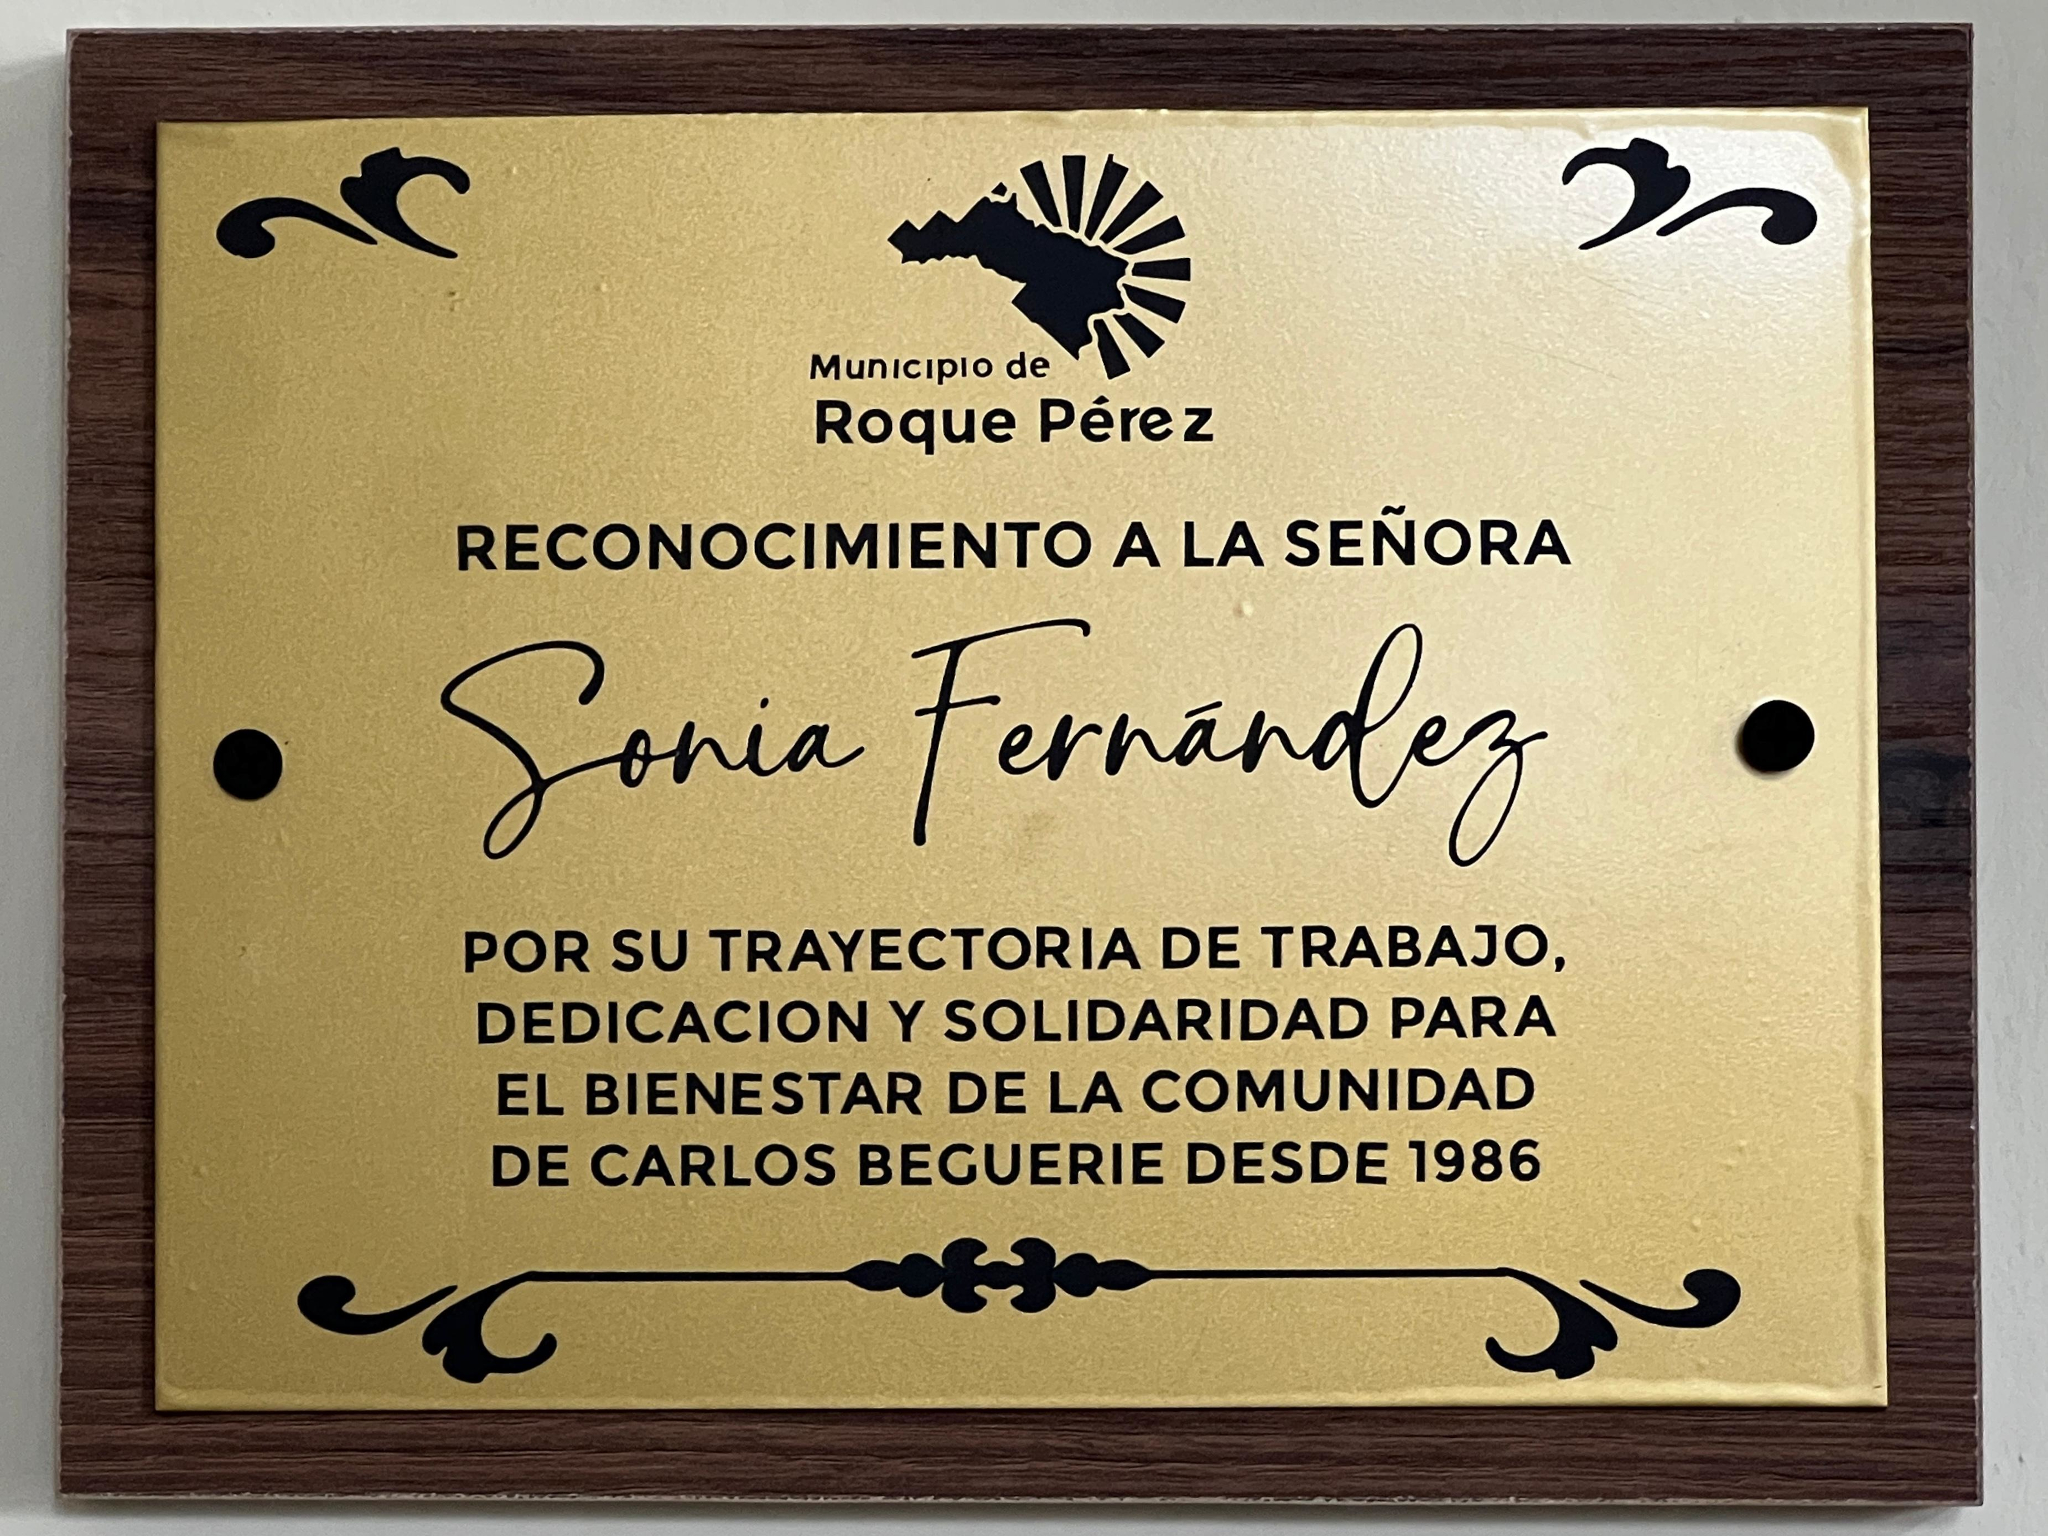 Municipio de
Roque Pérez
RECONOCIMIENTO A LA SEÑORA
Sonia Fernández
POR SU TRAYECTORIA DE TRABAJO,
DEDICACION Y SOLIDARIDAD PARA
EL BIENESTAR DE LA COMUNIDAD
DE CARLOS BEGUERIE DESDE 1986